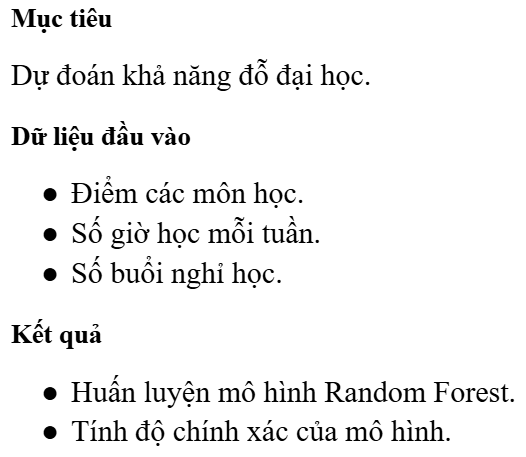 Mục tiêu
Dự đoán khả năng đỗ đại học.
Dữ liệu đầu vào
● Điểm các môn học.
● Số giờ học mỗi tuần.
● Số buổi nghỉ học.
Kết quả
● Huấn luyện mô hình Random Forest.
● Tính độ chính xác của mô hình.